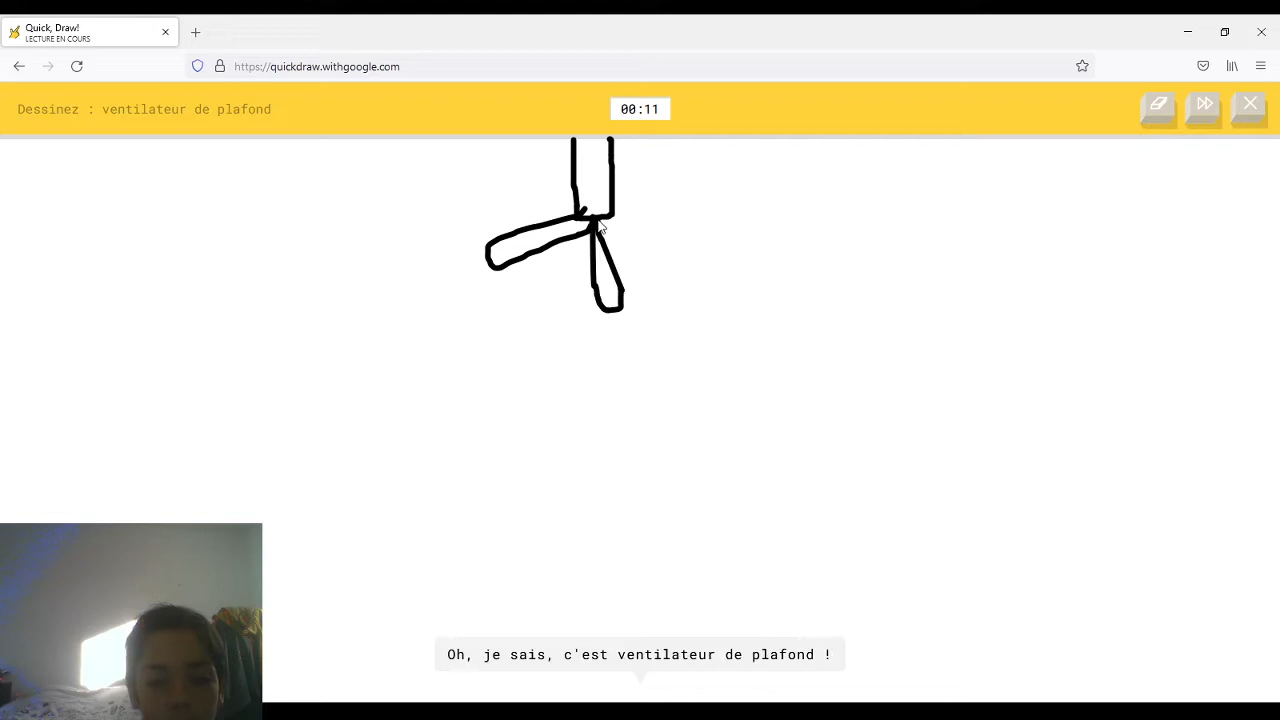 Quick, Draw!
LECTURE EN COURS
https://quickdraw.withgoogle.com
Dessinez : ventilateur de plafond
00:11
Oh, je sais, c'est ventilateur de plafond !